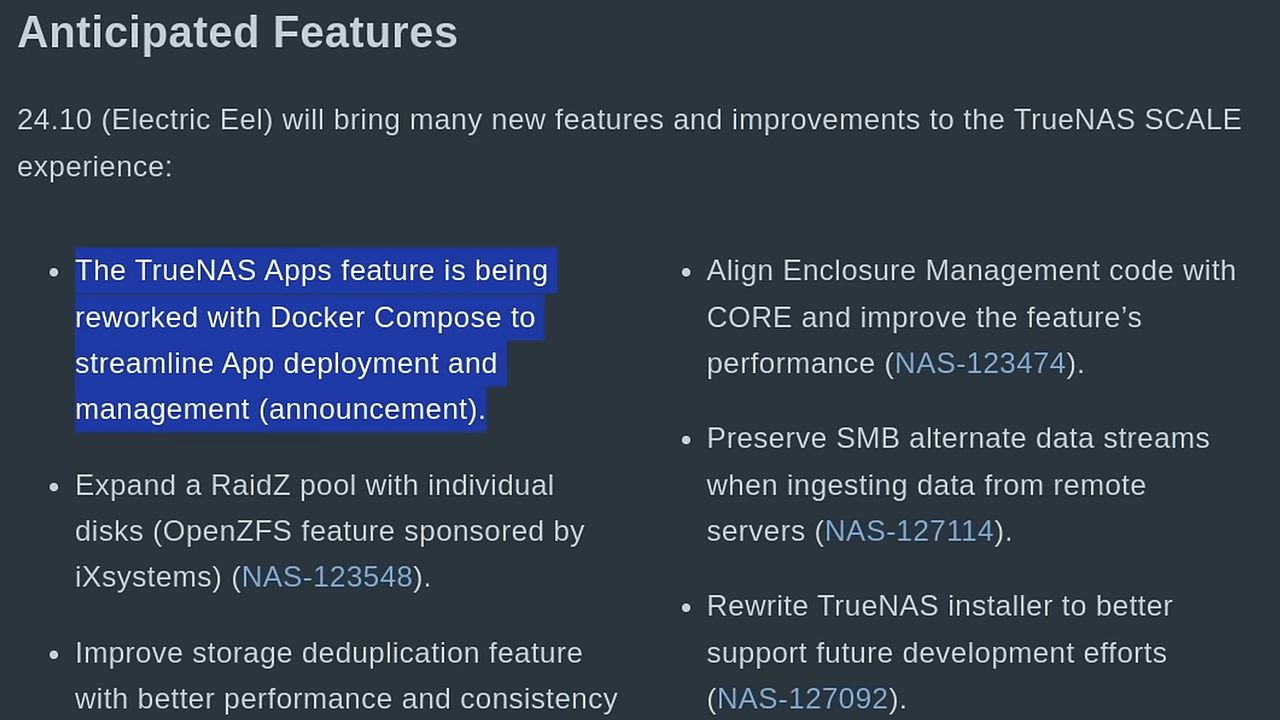 Anticipated Features
24.10 (Electric Eel) will bring many new features and improvements to the TrueNAS SCALE
experience:
• The TrueNAS Apps feature is being
reworked with Docker Compose to
streamline App deployment and
management (announcement).
• Expand a RaidZ pool with individual
disks (OpenZFS feature sponsored by
iXsystems) (NAS-123548).
• Improve storage deduplication feature
with better performance and consistency
• Align Enclosure Management code with
CORE and improve the feature’s
performance (NAS-123474).
• Preserve SMB alternate data streams
when ingesting data from remote
servers (NAS-127114).
• Rewrite TrueNAS installer to better
support future development efforts
(NAS-127092).